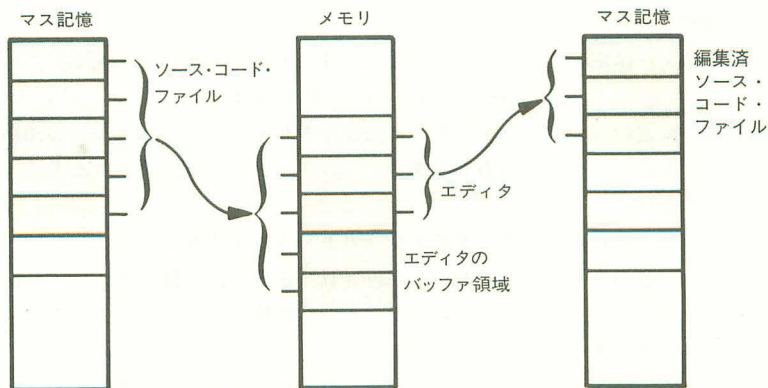 マス記憶
メモリ
マス記憶
ソース・コード・
ファイル
エディタ
エディタの
バッファ領域
編集済
ソース・
コード・
ファイル